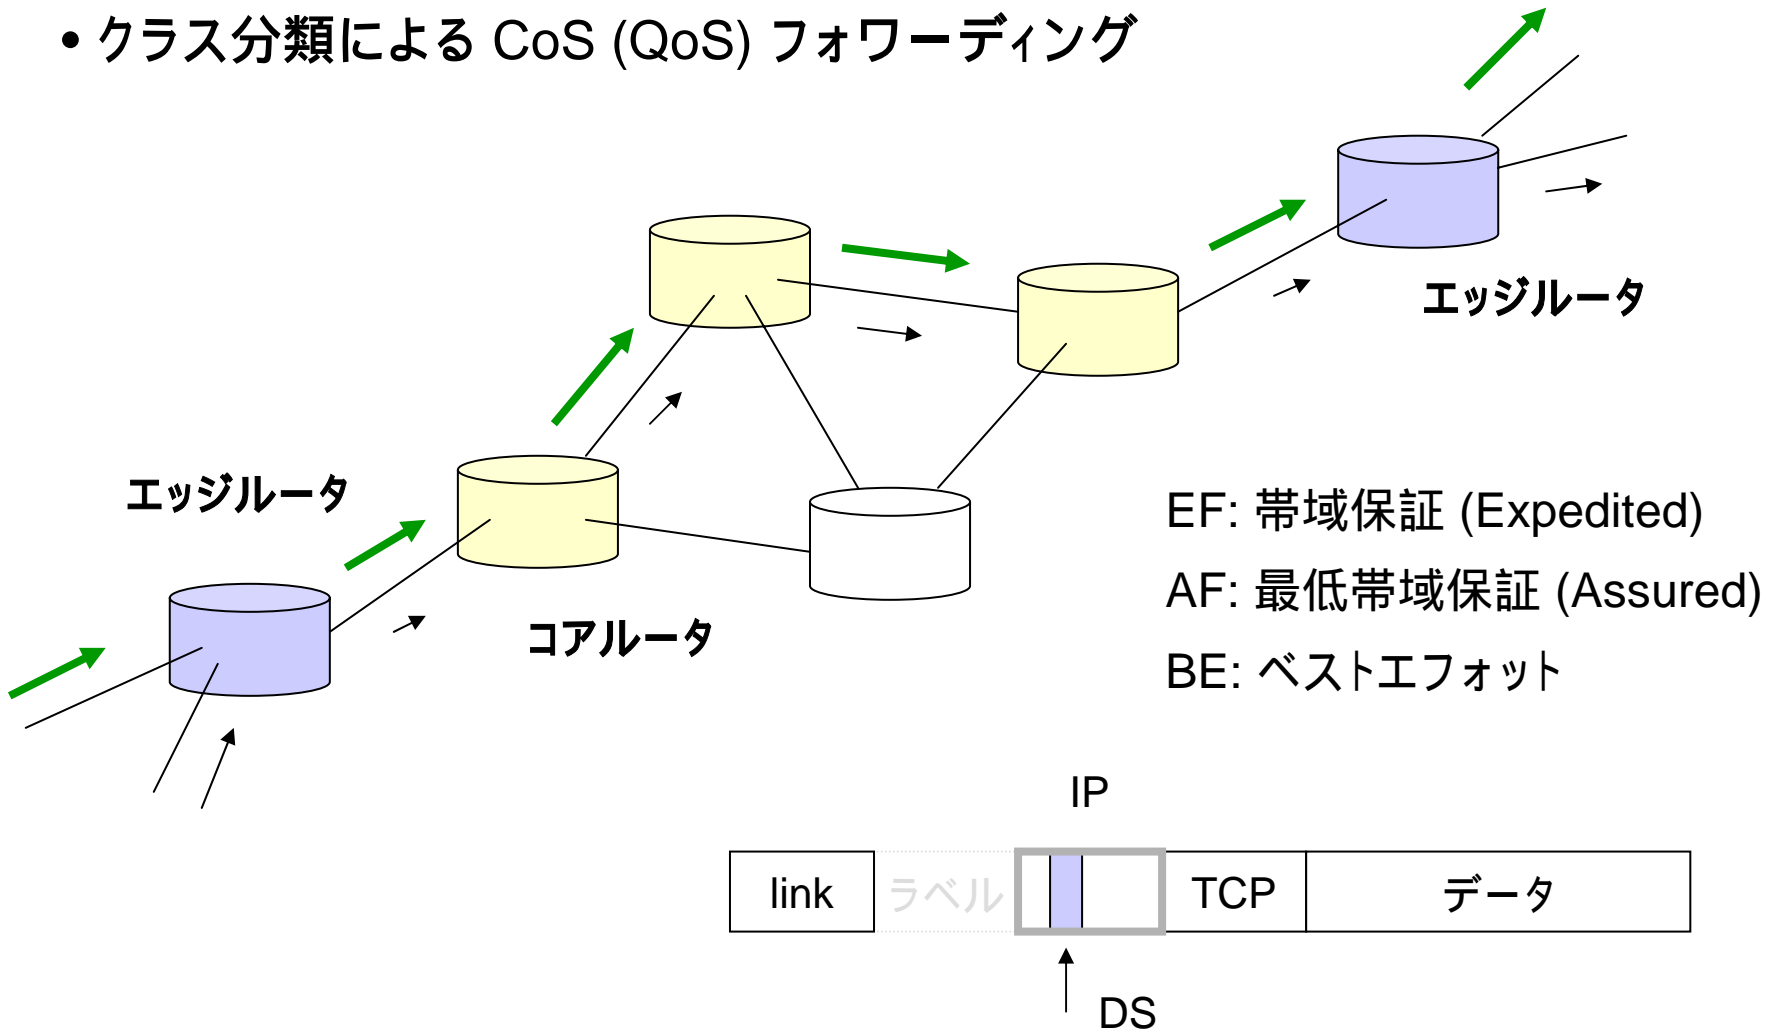 • クラス分類による CoS (QoS) フォワーディング
エッジルータ
エッジルータ
コアルータ
EF: 帯域保証 (Expedited)
AF: 最低帯域保証 (Assured)
BE: ベストエフォット
IP
link ラベル TCP データ
DS